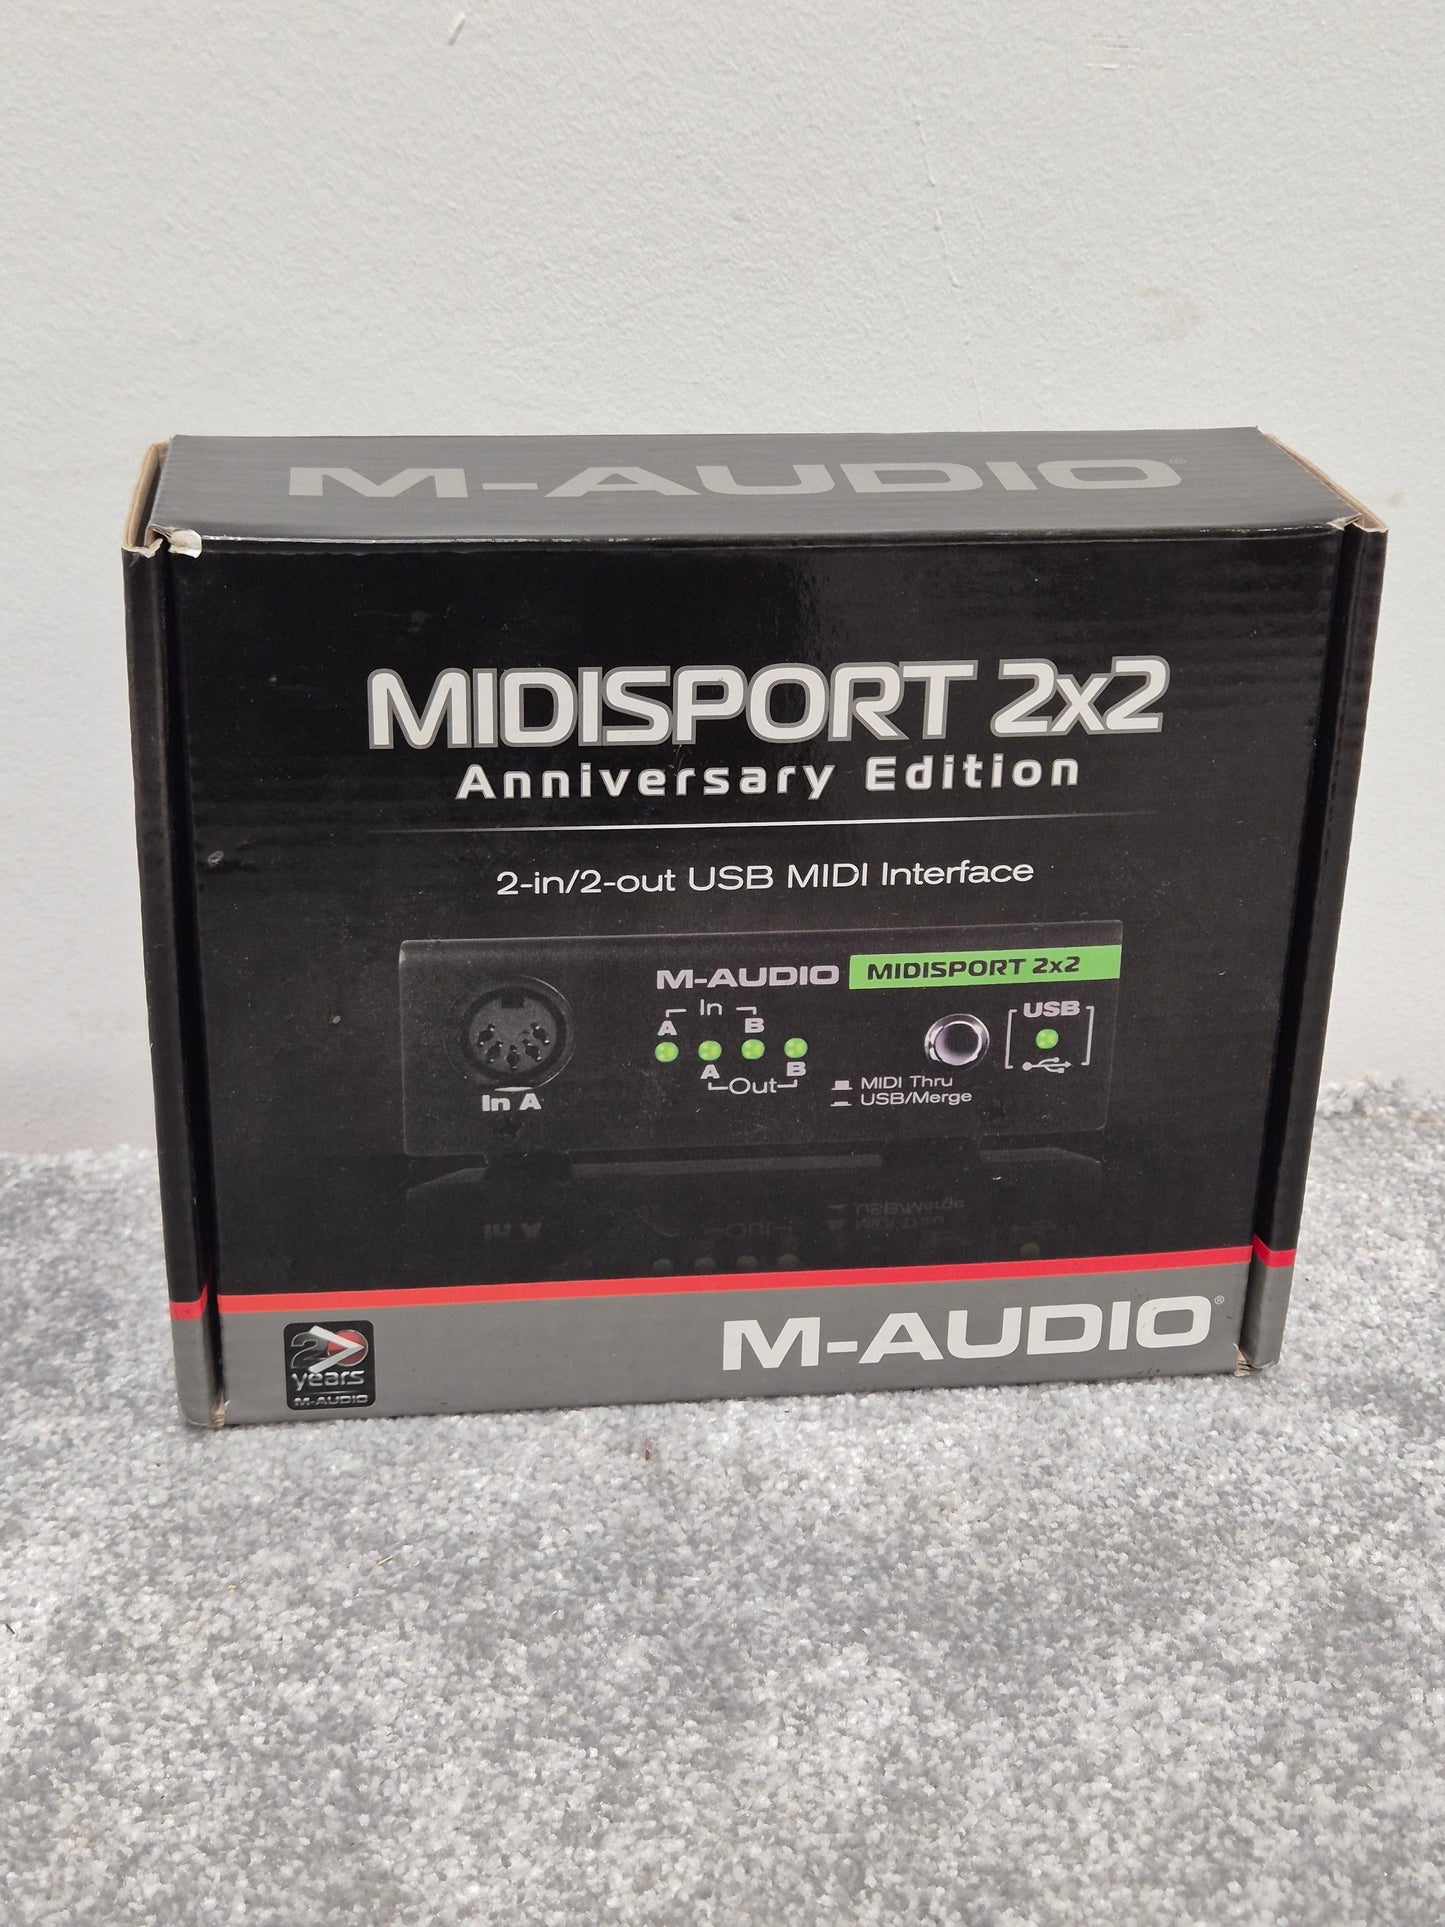 M-AUDIO®
MIDISPORT 2x2
Anniversary Edition
2-in/2-out USB MIDI Interface
M-AUDIO MIDISPORT 2x2
In
A B
A B
Out
In A
USB
MIDI Thru
USB/Merge
20
years
M-AUDIO
M-AUDIO®